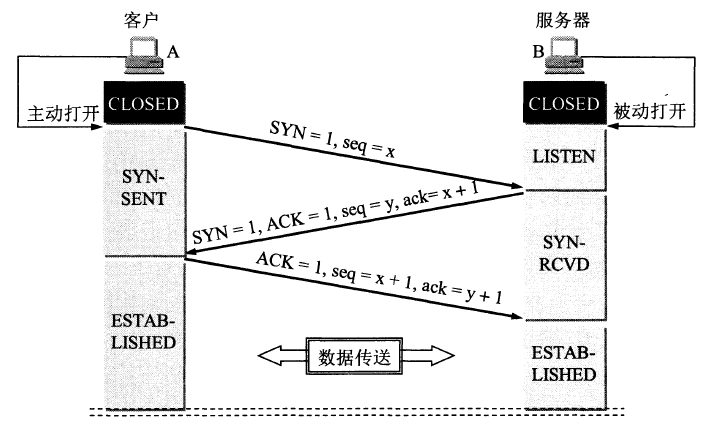 客户
服务器
A
B
CLOSED
CLOSED
主动打开
被动打开
SYN = 1, seq = x
LISTEN
SYN-
SENT
SYN = 1, ACK = 1, seq = y, ack= x + 1
SYN-
RCVD
ACK = 1, seq = x + 1, ack = y + 1
ESTAB-
LISHED
数据传送
ESTAB-
LISHED